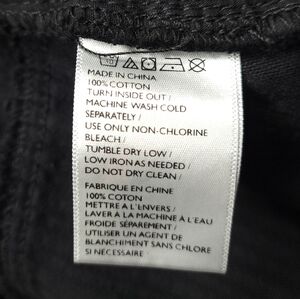 MADE IN CHINA
100% COTTON
TURN INSIDE OUT /
MACHINE WASH COLD
SEPARATELY /
USE ONLY NON-CHLORINE
BLEACH /
TUMBLE DRY LOW /
LOW IRON AS NEEDED /
DO NOT DRY CLEAN /
FABRIQUE EN CHINE
100% COTON
METTRE A L'ENVERS /
LAVER À LA MACHINE À L'EAU
FROIDE SÉPARÉMENT /
UTILISER UN AGENT DE
BLANCHIMENT SANS CHLORE
SI NÉCESSAIRE